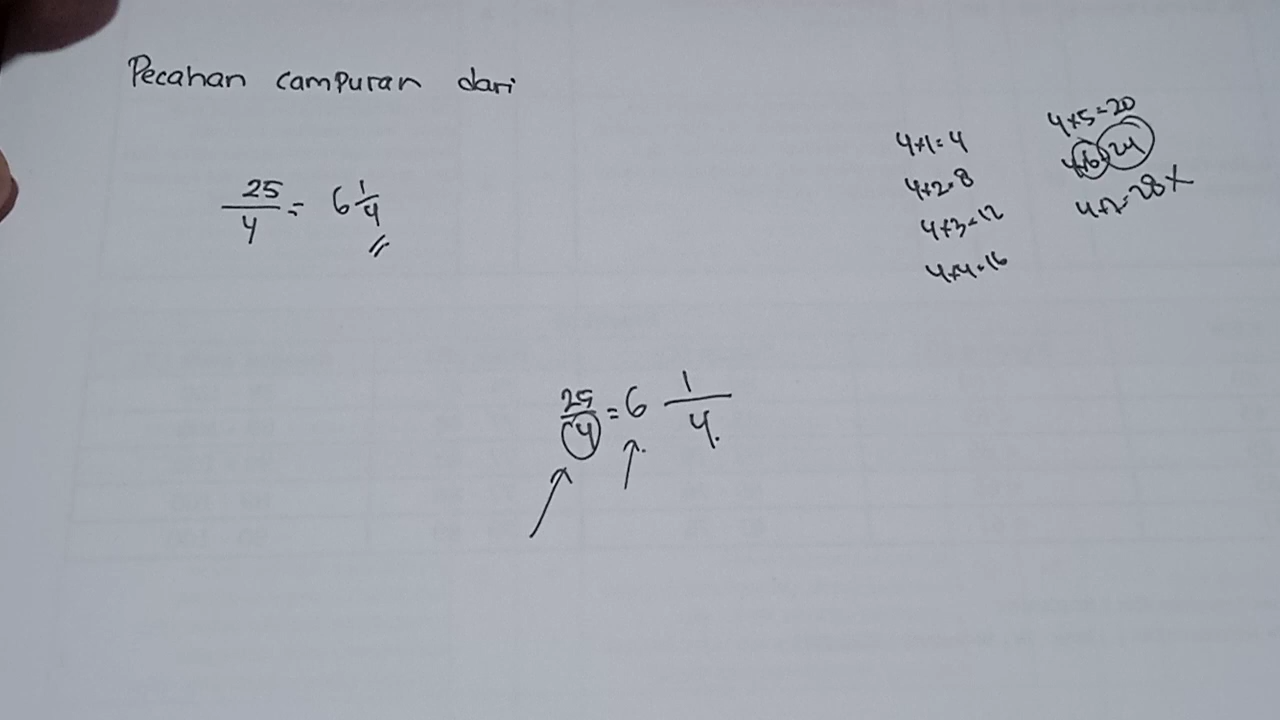 Pecahan campuran dari
25/4 = 6 1/4
4×1=4
4×2=8
4×3=12
4×4=16
4×5=20
4×6=24
4×7=28 ×
25/4 = 6 1/4.